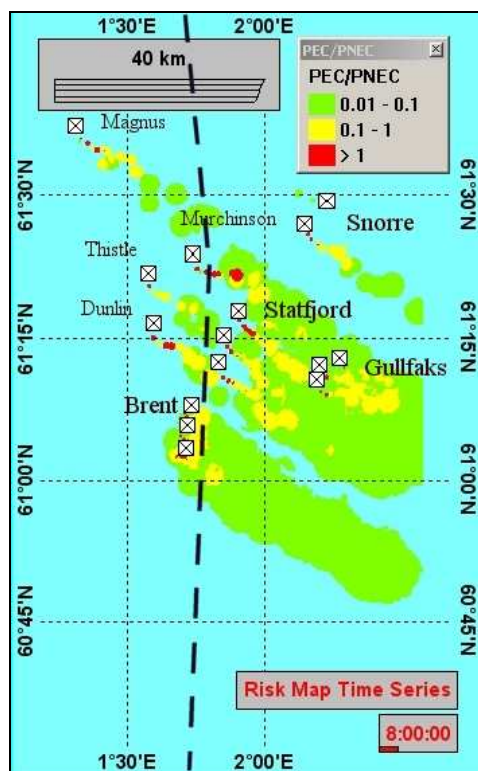 1°30'E 2°00'E
40 km
PEC/PNEC
PEC/PNEC
0.01 - 0.1
0.1 - 1
> 1
Magnus
61°30'N 61°30'N
Murchinson Snorre
Thistle
Dunlin Statfjord
61°15'N 61°15'N
Gullfaks
Brent
61°00'N 61°00'N
60°45'N 60°45'N
Risk Map Time Series
8:00:00
1°30'E 2°00'E